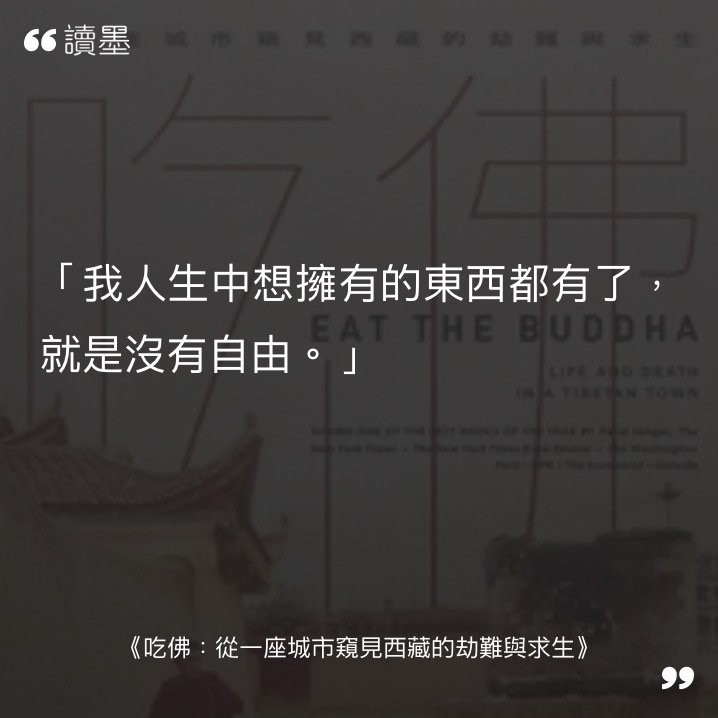 讀墨
城市窺見西藏的劫難與求生
吃佛
「我人生中想擁有的東西都有了，
就是沒有自由。」
EAT THE BUDDHA
LIFE AND DEATH
IN A TIBETAN TOWN
《吃佛：從一座城市窺見西藏的劫難與求生》